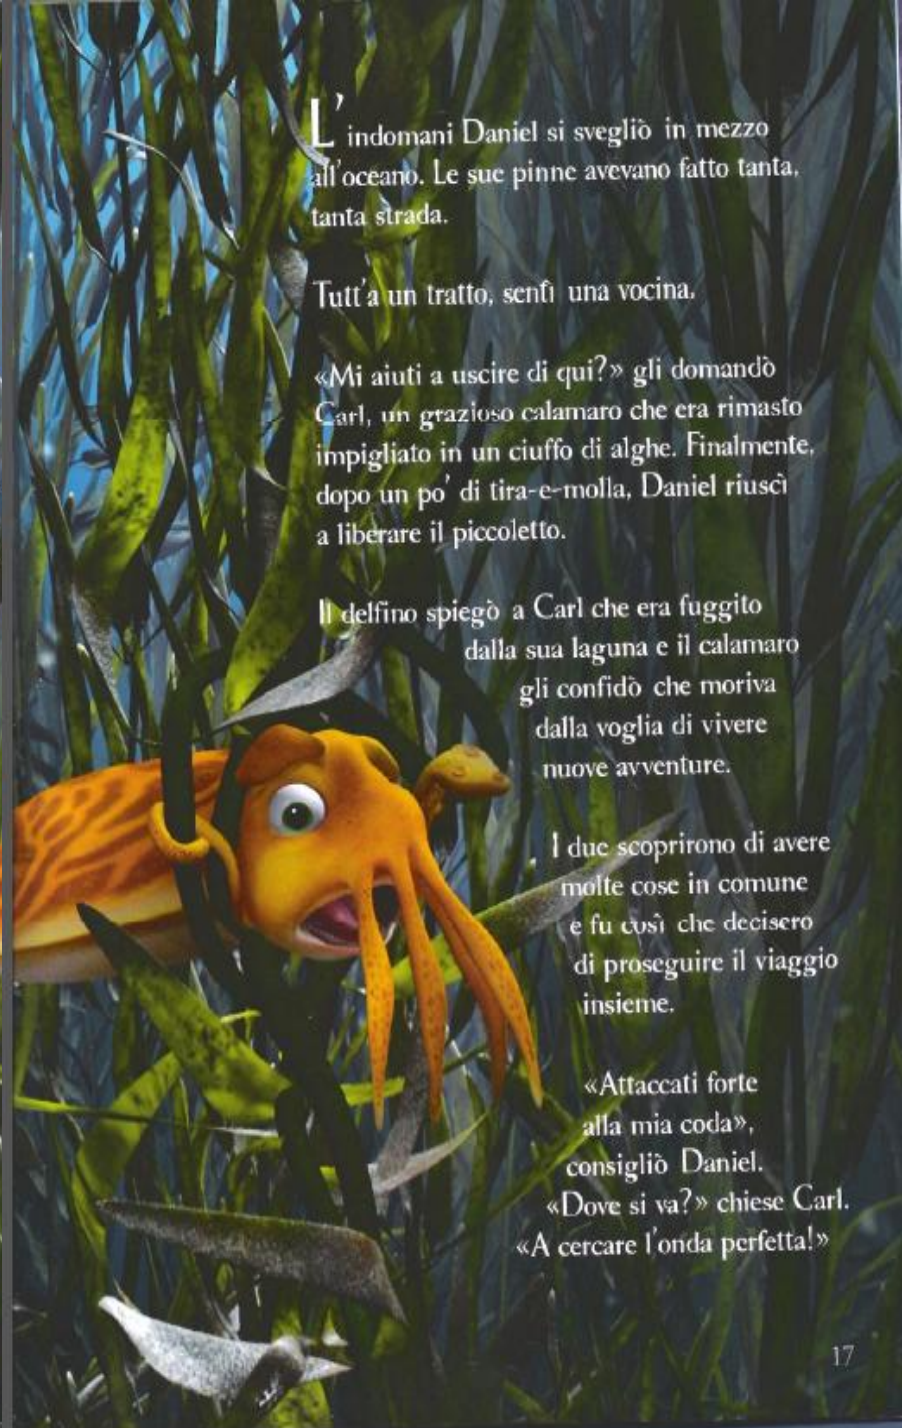 L'indomani Daniel si svegliò in mezzo
all'oceano. Le sue pinne avevano fatto tanta,
tanta strada.
Tutt'a un tratto, sentì una vocina.
«Mi aiuti a uscire di qui?» gli domandò
Carl, un grazioso calamaro che era rimasto
impigliato in un ciuffo di alghe. Finalmente,
dopo un po' di tira-e-molla, Daniel riuscì
a liberare il piccoletto.
Il delfino spiegò a Carl che era fuggito
dalla sua laguna e il calamaro
gli confidò che moriva
dalla voglia di vivere
nuove avventure.
I due scoprirono di avere
molte cose in comune
e fu così che decisero
di proseguire il viaggio
insieme.
«Attaccati forte
alla mia coda»,
consigliò Daniel.
«Dove si va?» chiese Carl.
«A cercare l'onda perfetta!»
17